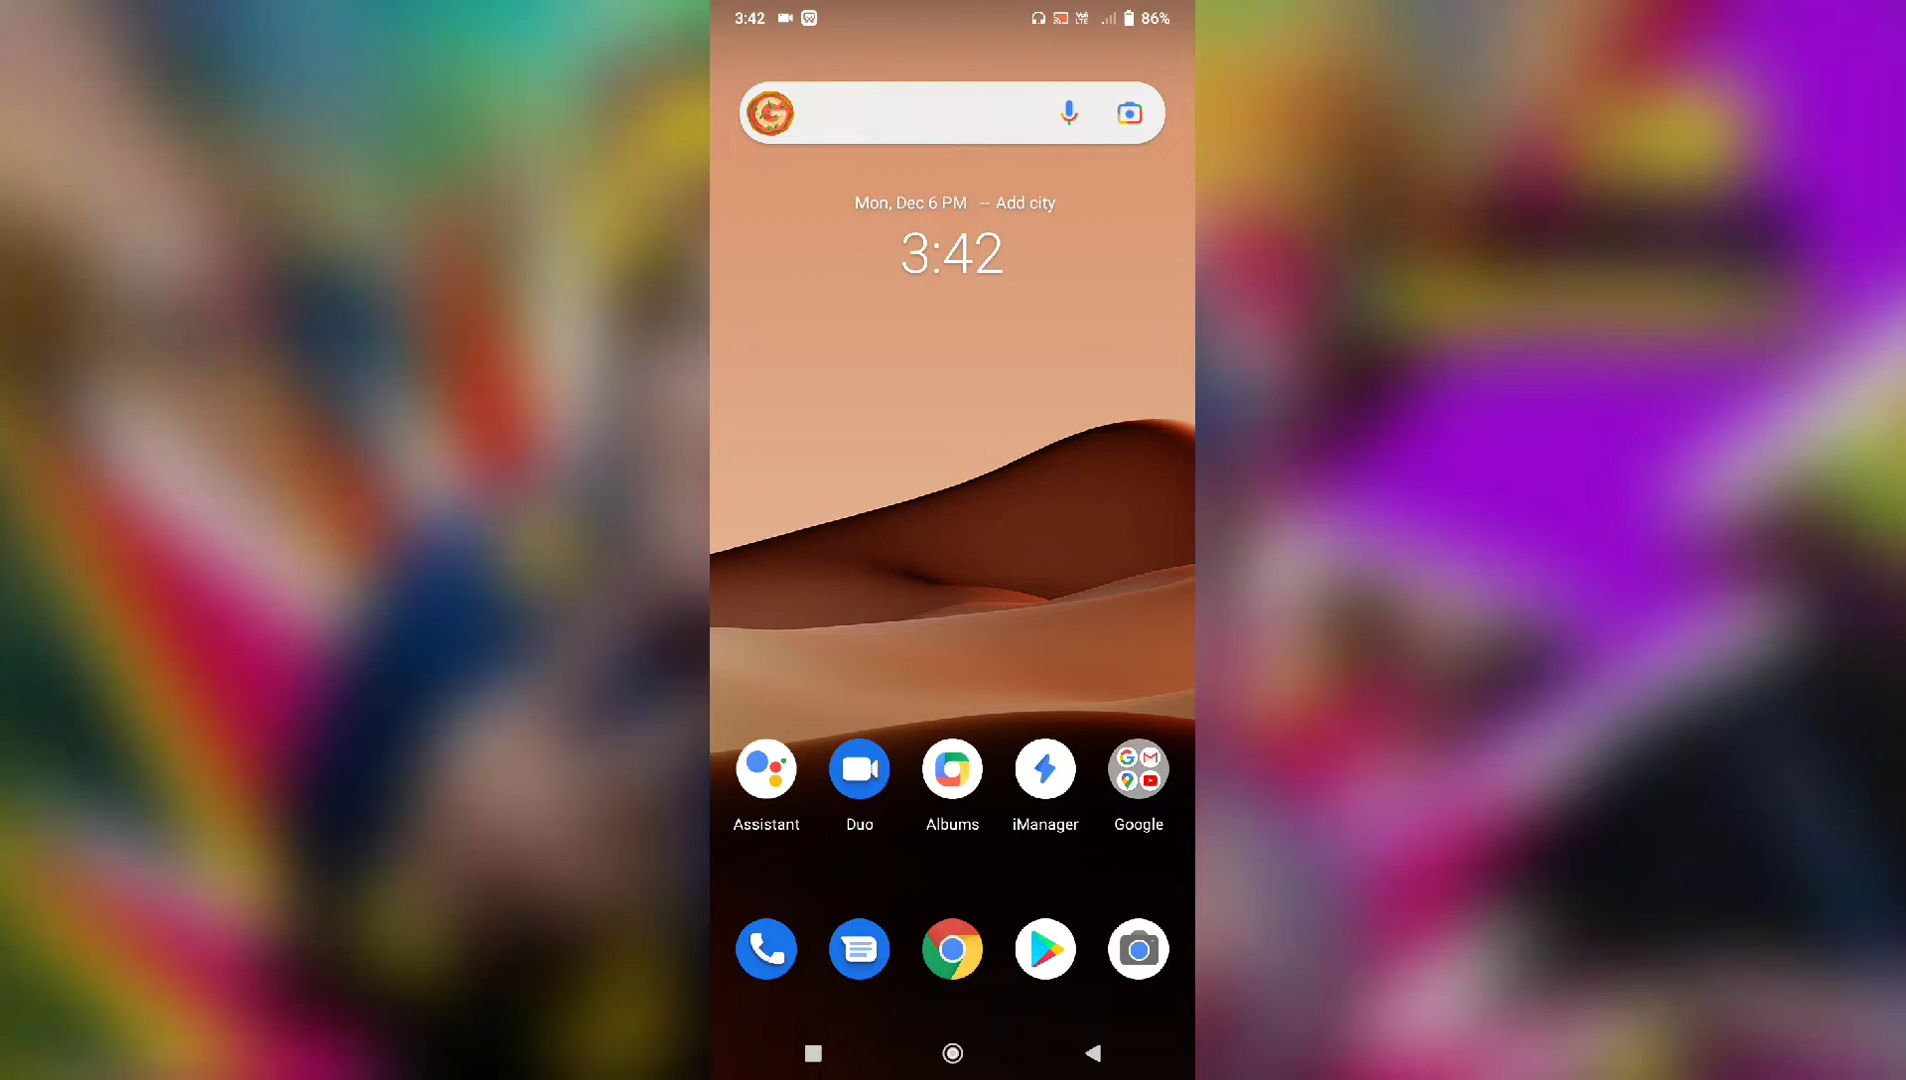 3:42 86%
Mon, Dec 6 PM -- Add city
3:42
Assistant Duo Albums iManager Google